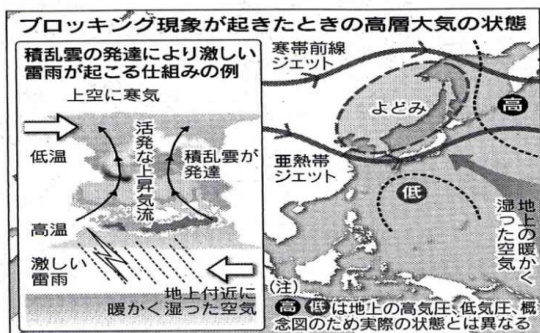 ブロッキング現象が起きたときの高層大気の状態
積乱雲の発達により激しい
雷雨が起こる仕組みの例
上空に寒気
低温
活発な上昇気流
積乱雲が
発達
高温
激しい
雷雨
地上付近に
暖かく湿った空気
寒帯前線
ジェット
よどみ
高
亜熱帯
ジェット
低
地上の暖かく
湿った空気
(注)
高低は地上の高気圧、低気圧、概
念図のため実際の状態とは異なる